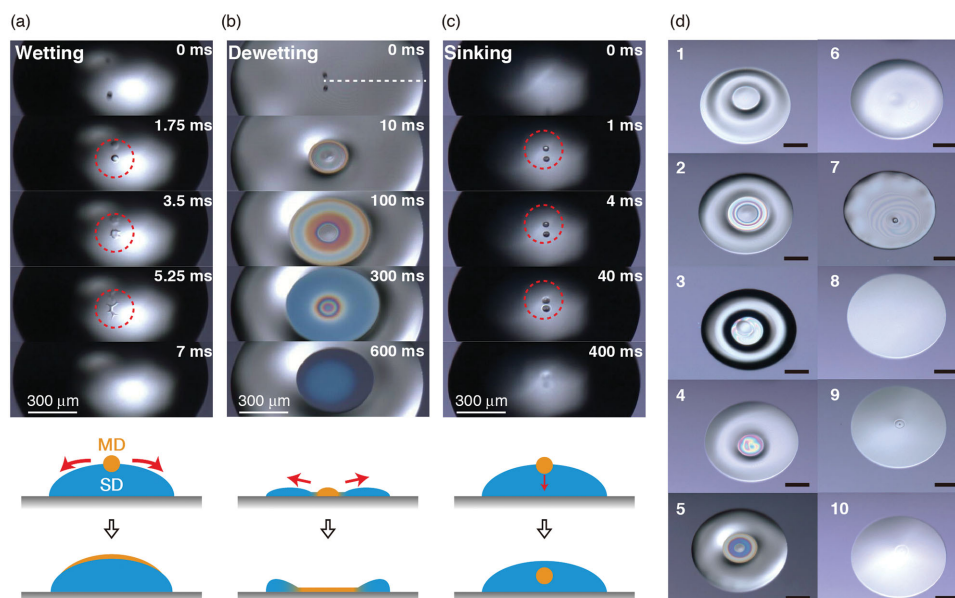 (a)
(b)
(c)
(d)
Wetting
0 ms
1.75 ms
3.5 ms
5.25 ms
7 ms
300 µm
Dewetting
0 ms
10 ms
100 ms
300 ms
600 ms
300 µm
Sinking
0 ms
1 ms
4 ms
40 ms
400 ms
300 µm
MD
SD
1
2
3
4
5
6
7
8
9
10